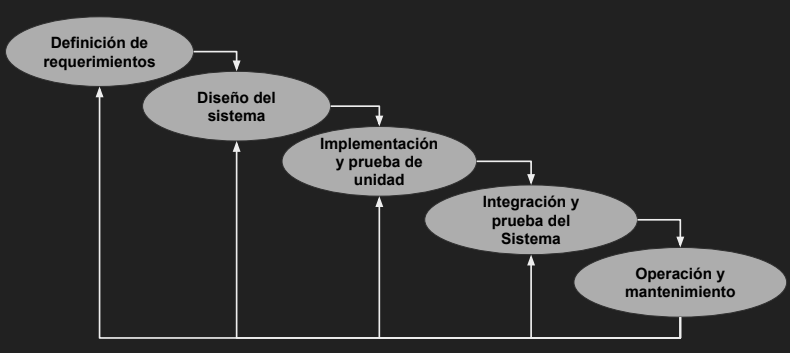 Definición de
requerimientos
Diseño del
sistema
Implementación
y prueba de
unidad
Integración y
prueba del
Sistema
Operación y
mantenimiento